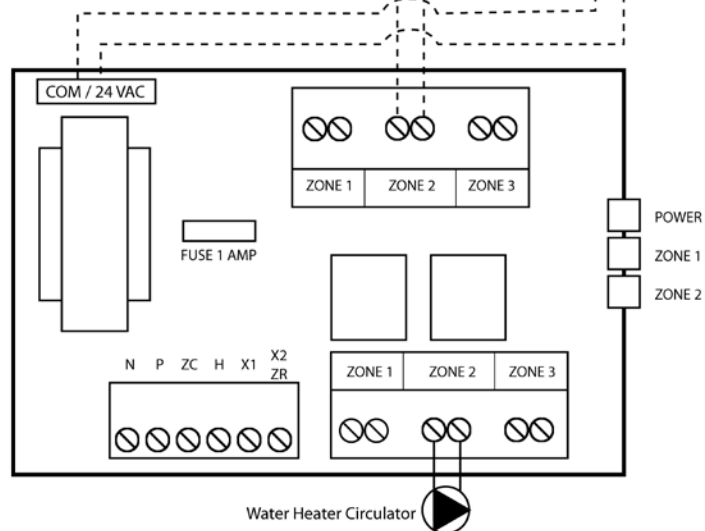 COM / 24 VAC
ZONE 1 ZONE 2 ZONE 3
POWER
ZONE 1
ZONE 2
FUSE 1 AMP
N P ZC H X1 X2
ZR
ZONE 1 ZONE 2 ZONE 3
Water Heater Circulator